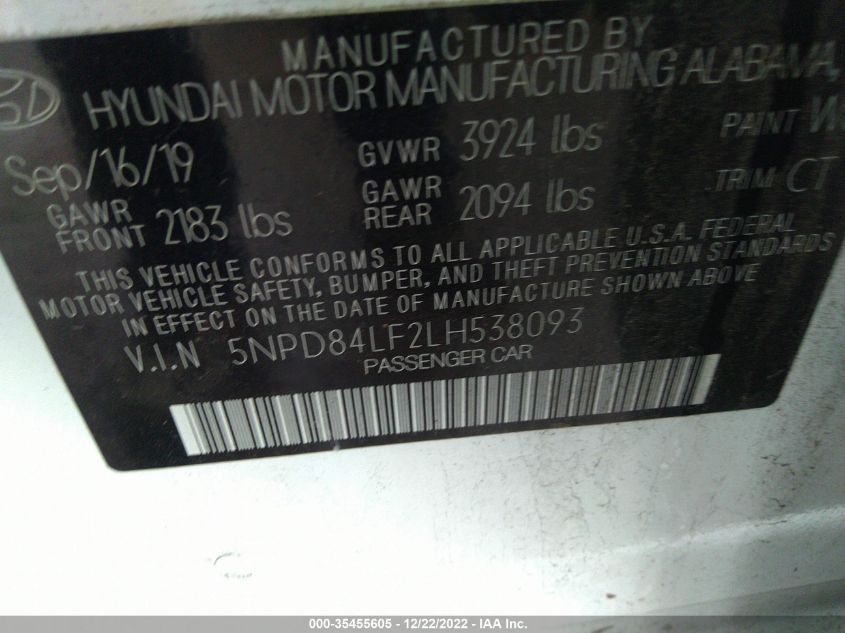 MANUFACTURED BY
HYUNDAI MOTOR MANUFACTURING ALABAMA,
Sep/16/19 GVWR 3924 lbs PAINT
GAWR FRONT 2183 lbs GAWR REAR 2094 lbs TRIM CT
THIS VEHICLE CONFORMS TO ALL APPLICABLE U.S.A. FEDERAL
MOTOR VEHICLE SAFETY, BUMPER, AND THEFT PREVENTION STANDARDS
IN EFFECT ON THE DATE OF MANUFACTURE SHOWN ABOVE
V.I.N 5NPD84LF2LH538093
PASSENGER CAR
000-35455605 - 12/22/2022 - IAA Inc.